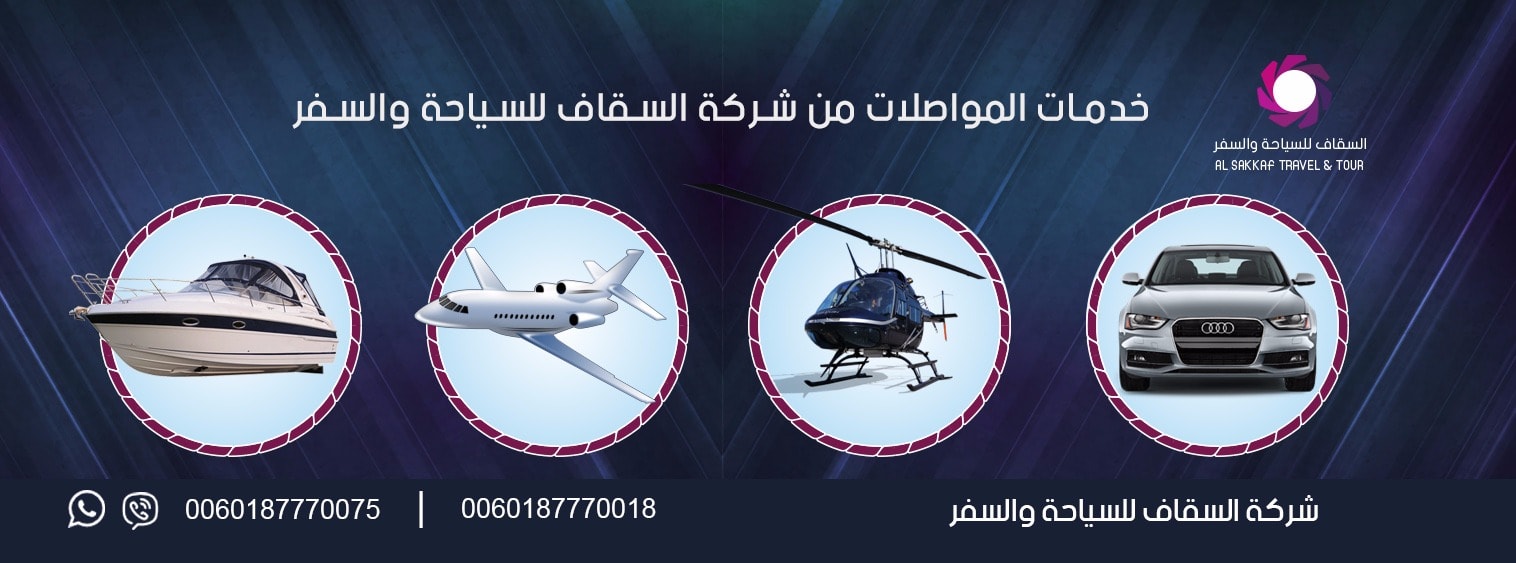 خدمات المواصلات من شركة السقاف للسياحة والسفر
السقاف للسياحة والسفر
AL SAKKAF TRAVEL & TOUR
شركة السقاف للسياحة والسفر
0060187770075 | 0060187770018